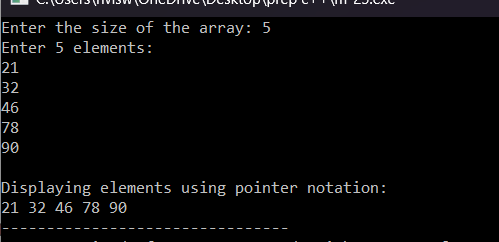 Enter the size of the array: 5
Enter 5 elements:
21
32
46
78
90
Displaying elements using pointer notation:
21 32 46 78 90
--------------------------------